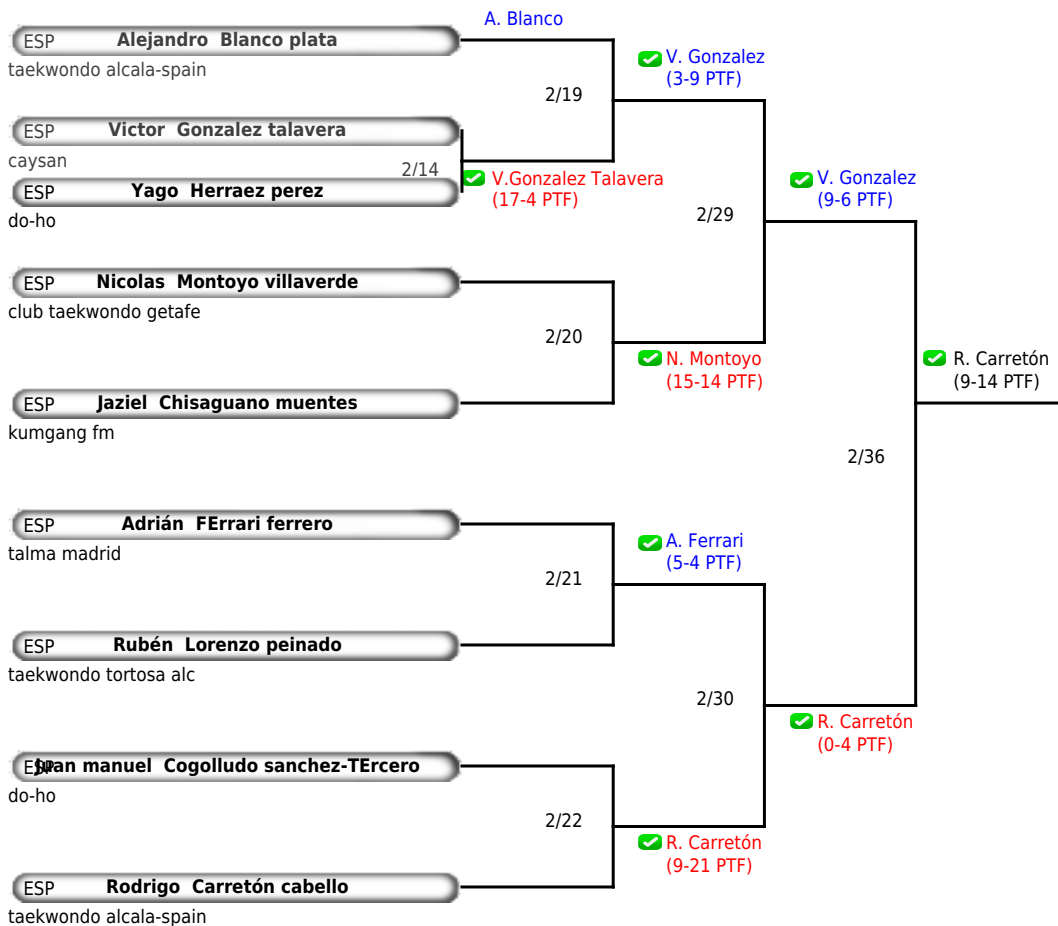 A. Blanco
ESP Alejandro Blanco plata
taekwondo alcala-spain
V. Gonzalez
(3-9 PTF)
2/19
ESP Victor Gonzalez talavera
caysan
2/14
V.Gonzalez Talavera
(17-4 PTF)
ESP Yago Herraez perez
do-ho
V. Gonzalez
(9-6 PTF)
2/29
ESP Nicolas Montoyo villaverde
club taekwondo getafe
2/20
N. Montoyo
(15-14 PTF)
R. Carretón
(9-14 PTF)
ESP Jaziel Chisaguano muentes
kumgang fm
2/36
ESP Adrián FErrari ferrero
talma madrid
A. Ferrari
(5-4 PTF)
2/21
ESP Rubén Lorenzo peinado
taekwondo tortosa alc
2/30
R. Carretón
(0-4 PTF)
ESP Juan manuel Cogolludo sanchez-TErcero
do-ho
2/22
R. Carretón
(9-21 PTF)
ESP Rodrigo Carretón cabello
taekwondo alcala-spain